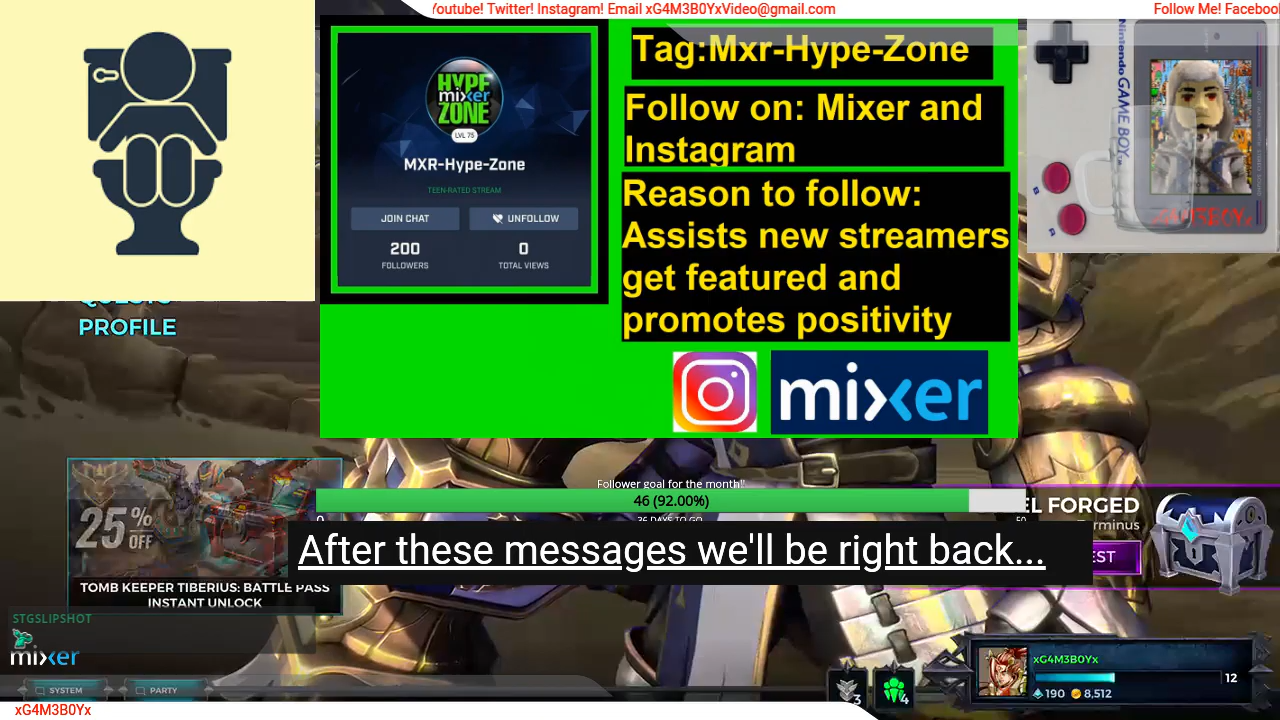 Youtube! Twitter! Instagram! Email xG4M3B0YxVideo@gmail.com
Follow Me! Facebool
HYPE
mixer
ZONE
LVL 75
MXR-Hype-Zone
TEEN-RATED STREAM
JOIN CHAT
UNFOLLOW
200
FOLLOWERS
0
TOTAL VIEWS
Tag:Mxr-Hype-Zone
Follow on: Mixer and
Instagram
Reason to follow:
Assists new streamers
get featured and
promotes positivity
mixer
Nintendo GAME BOY
PROFILE
Follower goal for the month!!
46 (92.00%)
After these messages we'll be right back...
25% OFF
TOMB KEEPER TIBERIUS: BATTLE PASS
INSTANT UNLOCK
EL FORGED
erminus
EST
STGSLIPSHOT
mixer
SYSTEM
PARTY
3
4
xG4M3B0Yx
12
190
8,512
xG4M3B0Yx